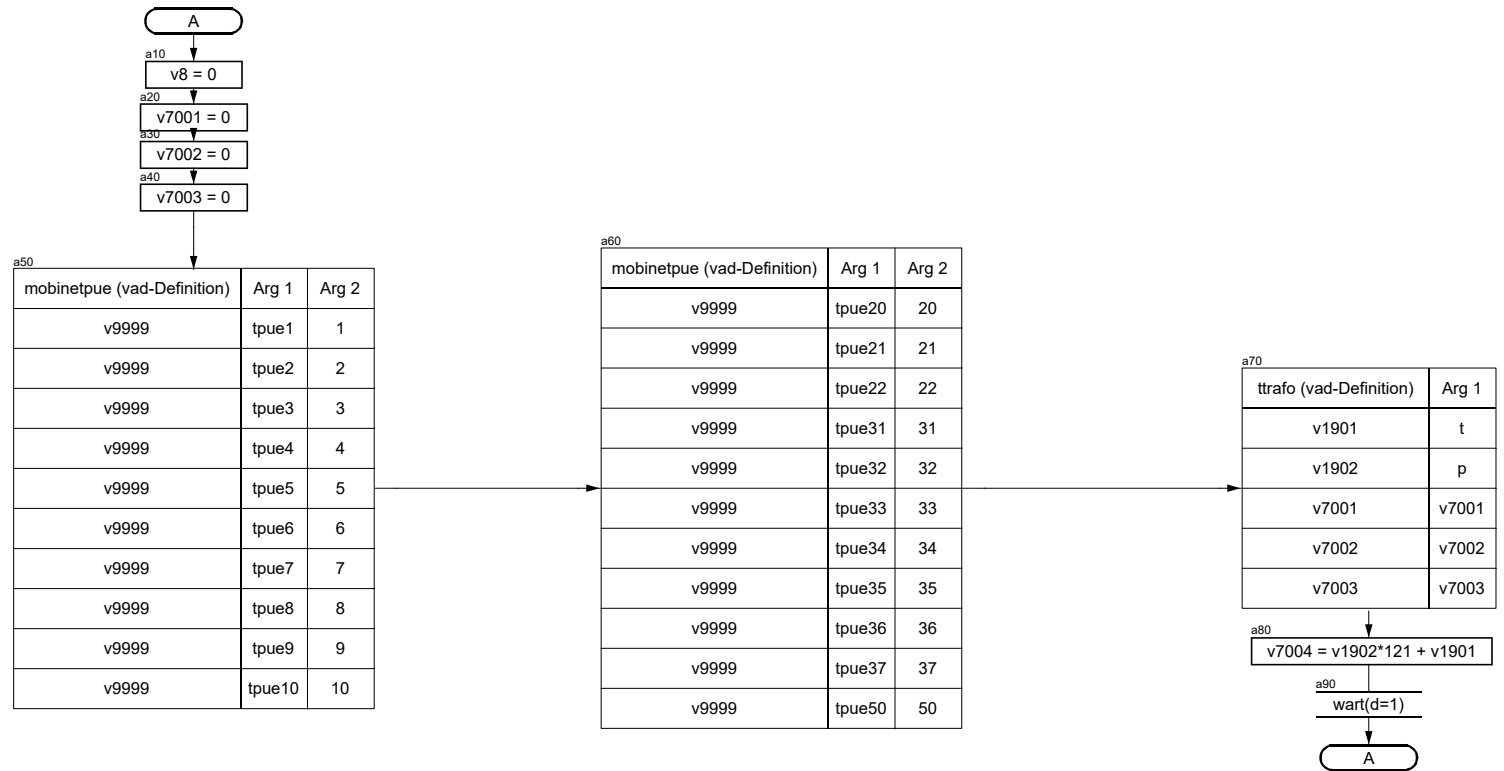 A
a10
v8 = 0
a20
v7001 = 0
a30
v7002 = 0
a40
v7003 = 0
a50
mobinetpue (vad-Definition) Arg 1 Arg 2
v9999 tpue1 1
v9999 tpue2 2
v9999 tpue3 3
v9999 tpue4 4
v9999 tpue5 5
v9999 tpue6 6
v9999 tpue7 7
v9999 tpue8 8
v9999 tpue9 9
v9999 tpue10 10
a60
mobinetpue (vad-Definition) Arg 1 Arg 2
v9999 tpue20 20
v9999 tpue21 21
v9999 tpue22 22
v9999 tpue31 31
v9999 tpue32 32
v9999 tpue33 33
v9999 tpue34 34
v9999 tpue35 35
v9999 tpue36 36
v9999 tpue37 37
v9999 tpue50 50
a70
ttrafo (vad-Definition) Arg 1
v1901 t
v1902 p
v7001 v7001
v7002 v7002
v7003 v7003
a80
v7004 = v1902*121 + v1901
a90
wart(d=1)
A